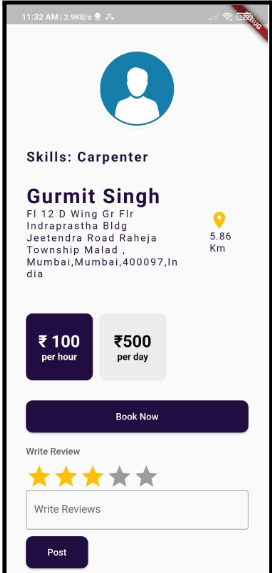 11:32 AM | 2.9KB/s
Skills: Carpenter
Gurmit Singh
Fl 12 D Wing Gr Flr
Indraprastha Bldg
Jeetendra Road Raheja
Township Malad ,
Mumbai,Mumbai,400097,In
dia
5.86
Km
₹ 100
per hour
₹500
per day
Book Now
Write Review
Write Reviews
Post